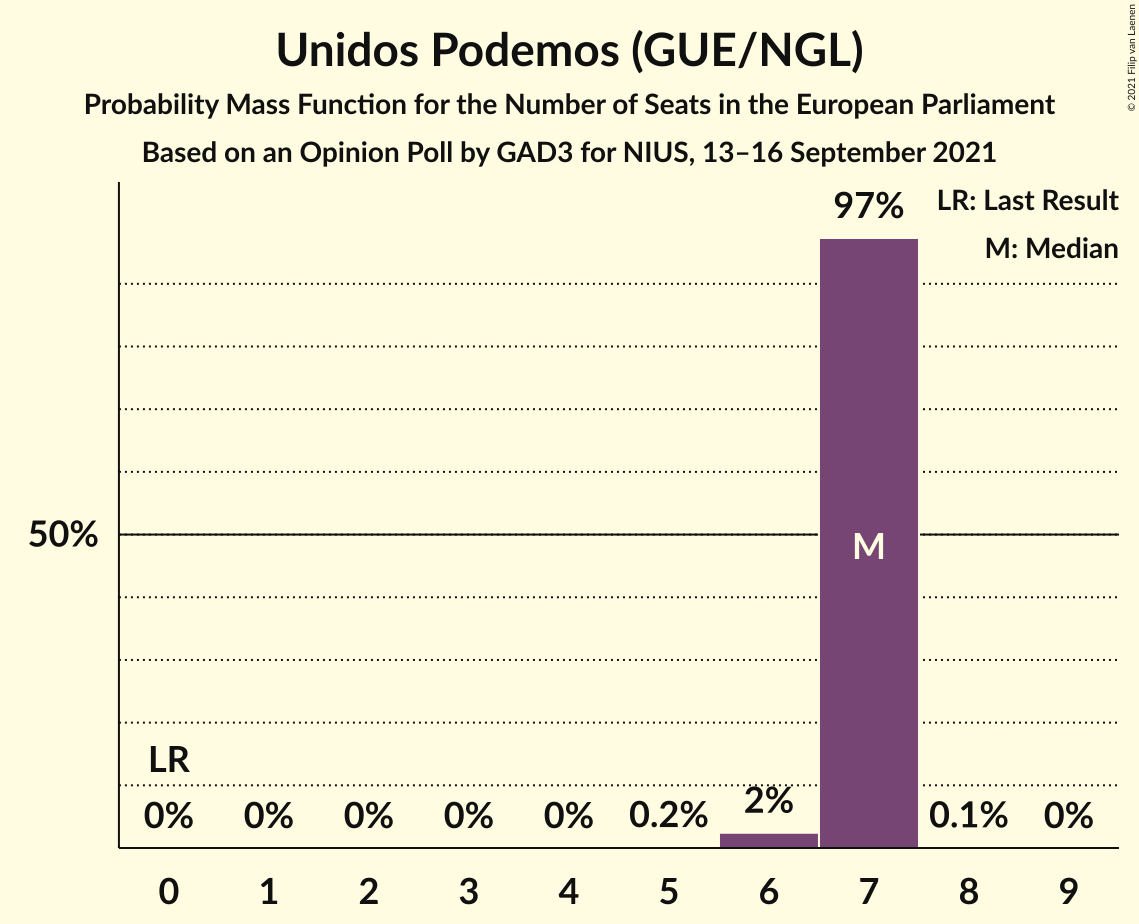 Unidos Podemos (GUE/NGL)
Probability Mass Function for the Number of Seats in the European Parliament
Based on an Opinion Poll by GAD3 for NIUS, 13–16 September 2021
© 2021 Filip van Laenen
LR: Last Result
M: Median
97%
50%
M
LR
0% 0% 0% 0% 0% 0.2% 2% 0.1% 0%
0 1 2 3 4 5 6 7 8 9